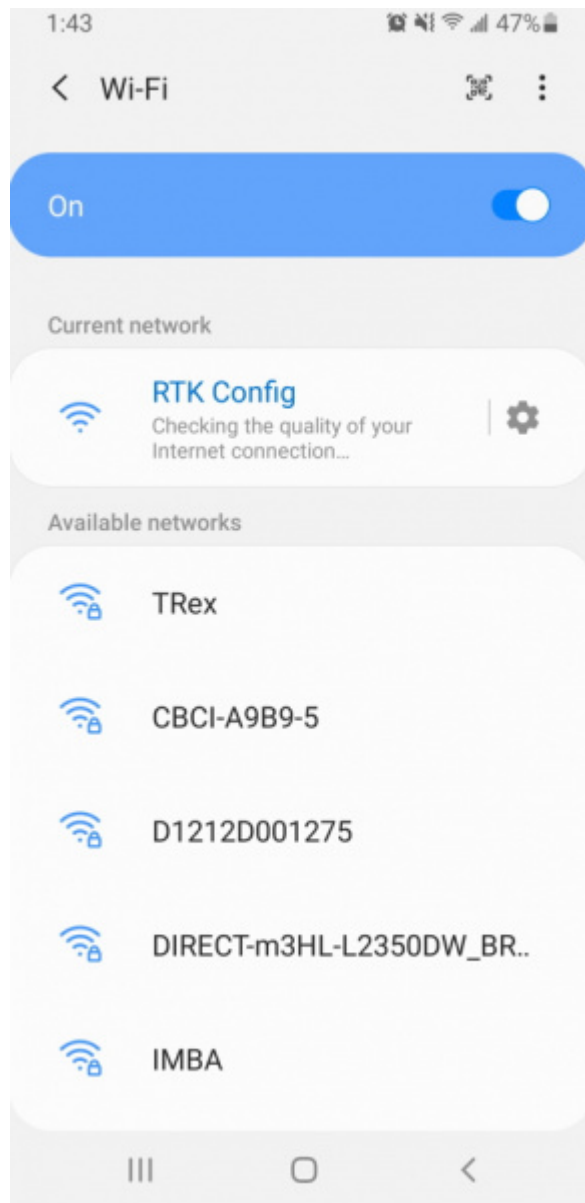 1:43 47%
Wi-Fi
On
Current network
RTK Config
Checking the quality of your
Internet connection...
Available networks
TRex
CBCI-A9B9-5
D1212D001275
DIRECT-m3HL-L2350DW_BR..
IMBA